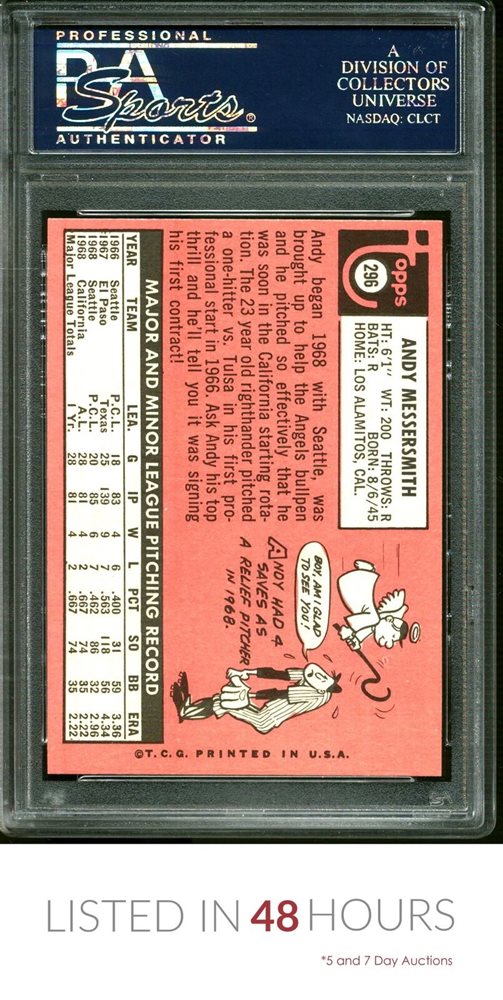 PROFESSIONAL
PSA
Sports®
AUTHENTICATOR
A
DIVISION OF
COLLECTORS
UNIVERSE
NASDAQ: CLCT
Topps
296
ANDY MESSERSMITH
HT: 6'1" WT: 200 THROWS: R
BATS: R BORN: 8/6/45
HOME: LOS ALAMITOS, CAL.
Andy began 1968 with Seattle, was
brought up to help the Angels bullpen
and he pitched so effectively that he
was soon in the California starting rota-
tion. The 23 year old righthander pitched
a one-hitter vs. Tulsa in his first pro-
fessional start in 1966. Ask Andy his top
thrill and he'll tell you it was signing
his first contract!
BOY, AM I GLAD
TO SEE YOU!
ANDY HAD 4
SAVES AS
A RELIEF PITCHER
IN 1968.
MAJOR AND MINOR LEAGUE PITCHING RECORD
YEAR TEAM LEA. G IP W L PCT SO BB ERA
1966 Seattle P.C.L. 18 83 4 6 .400 31 59 3.36
1967 El Paso Texas 25 139 9 7 .563 118 56 4.34
1968 Seattle P.C.L. 20 85 6 7 .462 86 32 2.96
1968 California A.L. 28 81 4 2 .667 74 35 2.22
Major League Totals 1 Yr. 28 81 4 2 .667 74 35 2.22
©T.C.G. PRINTED IN U.S.A.
LISTED IN 48 HOURS
*5 and 7 Day Auctions